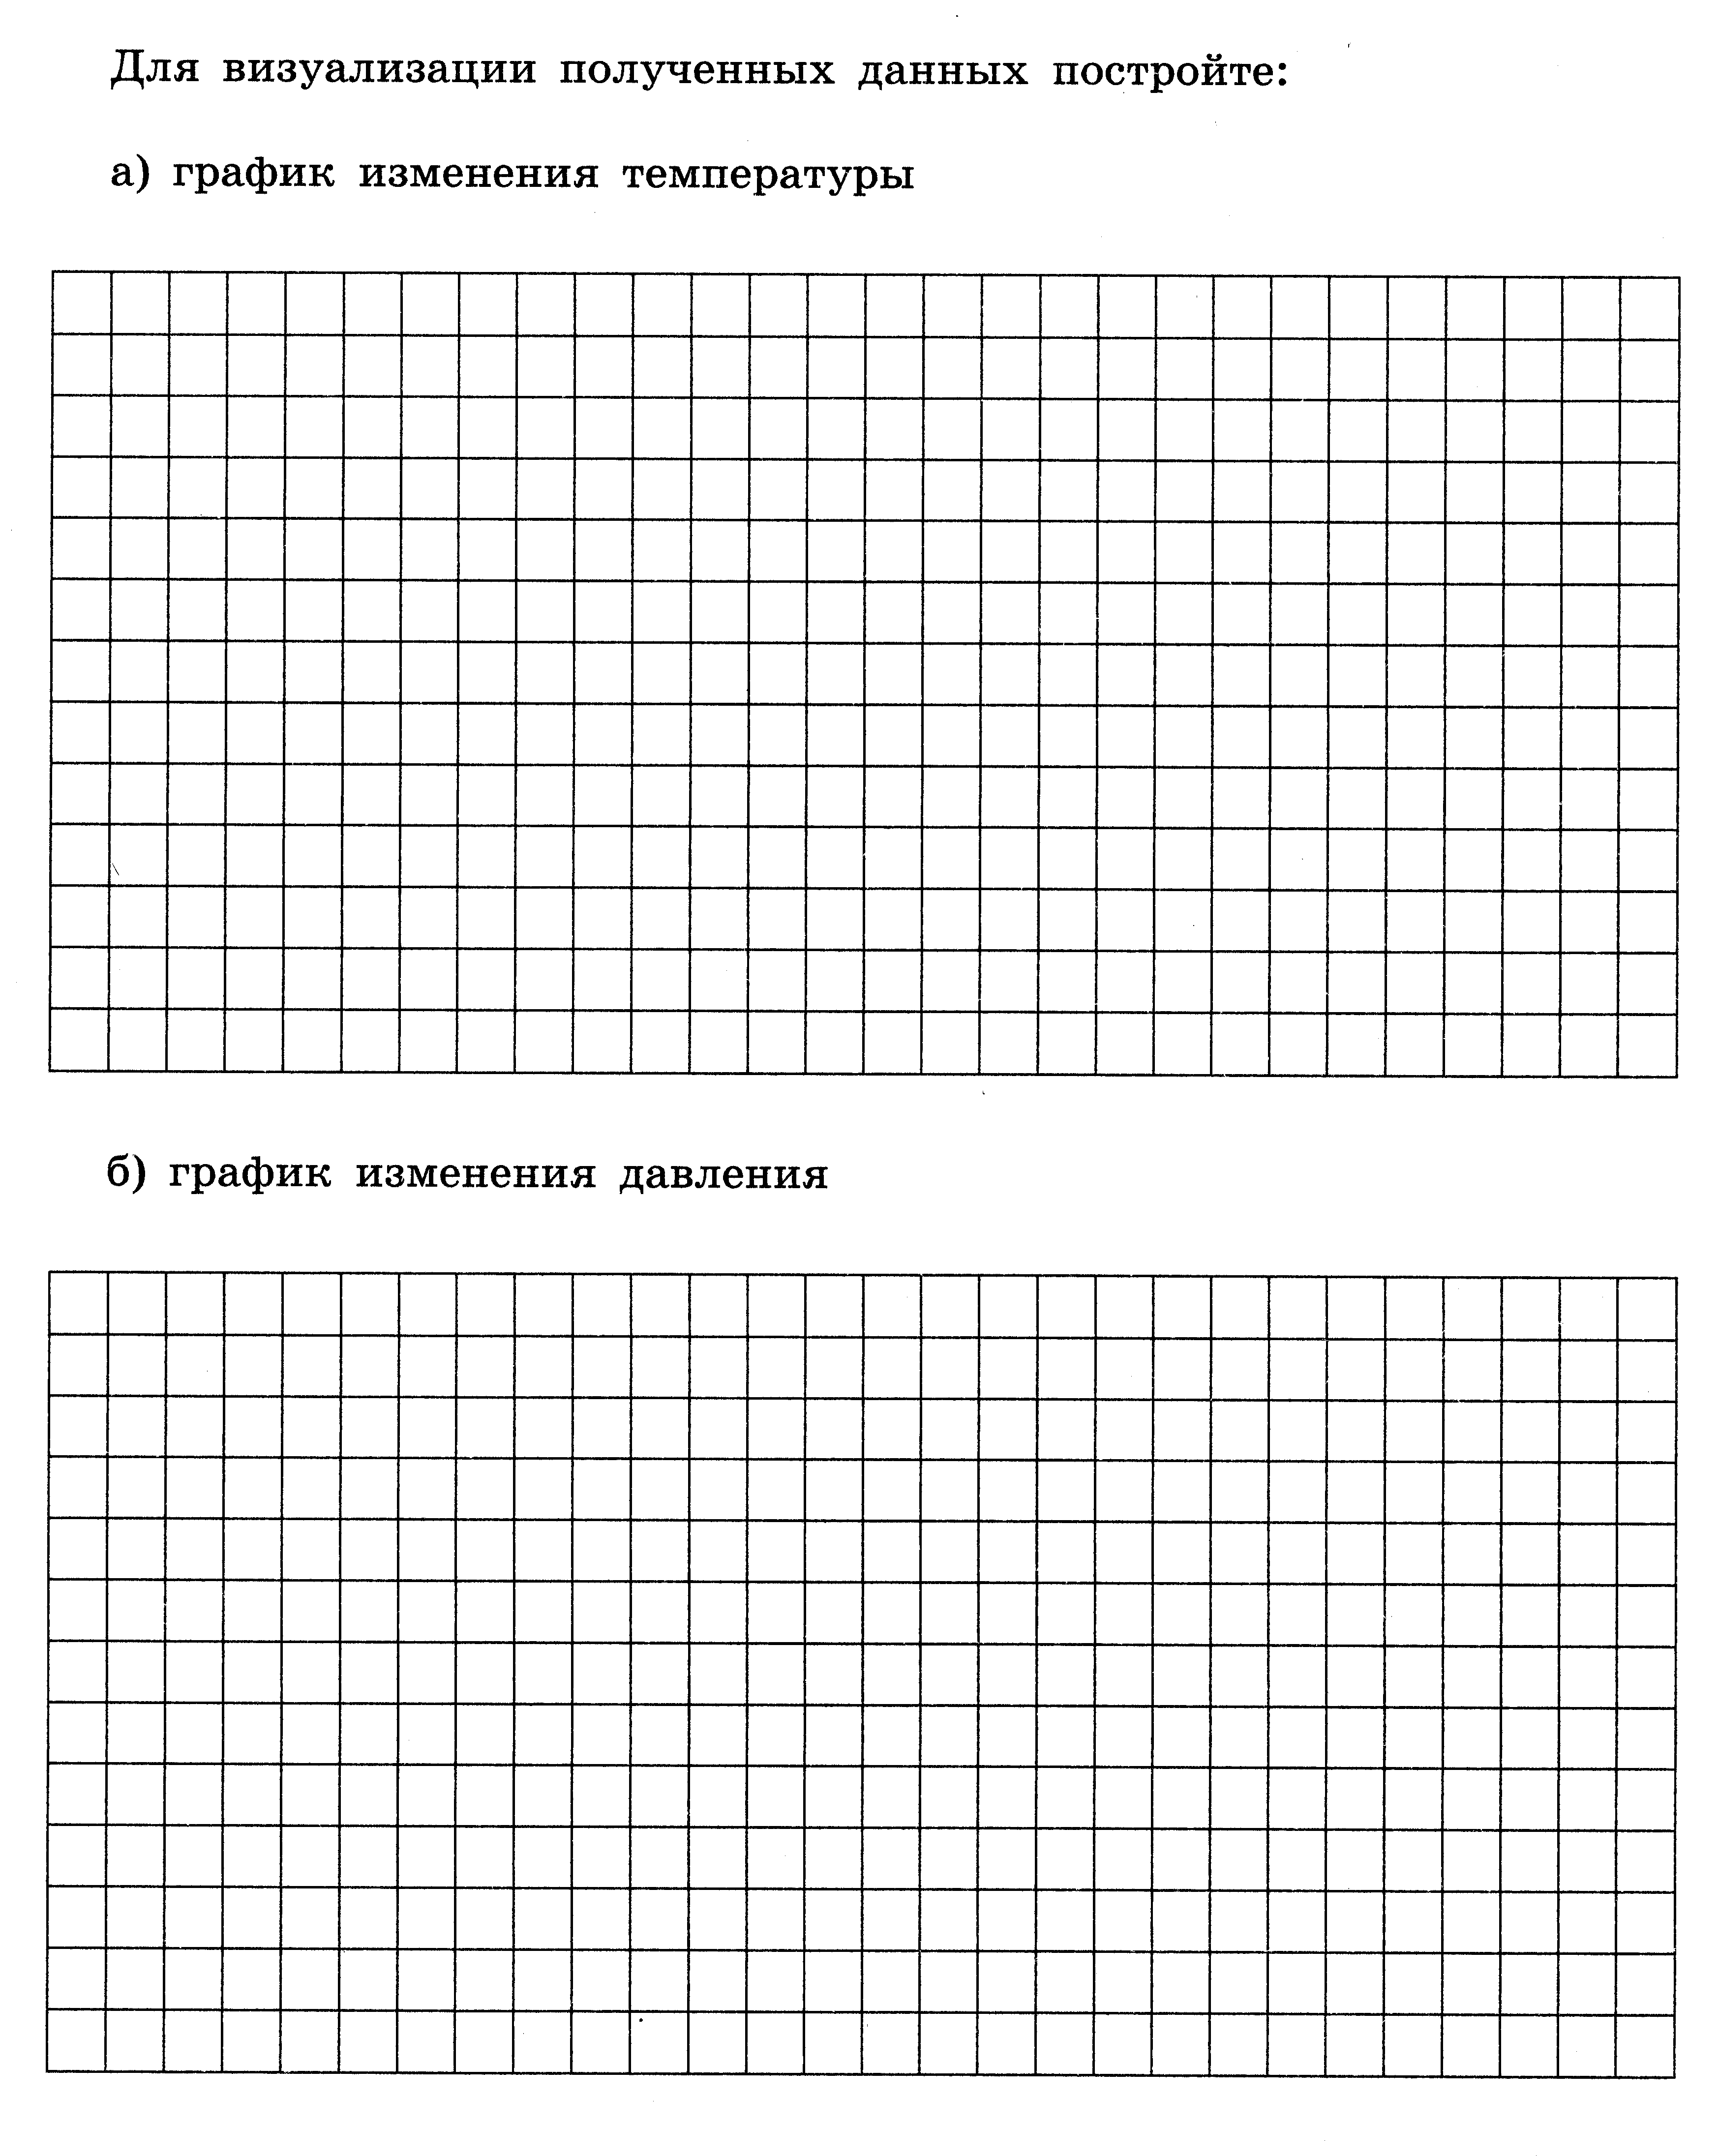 Для визуализации полученных данных постройте:
а) график изменения температуры
б) график изменения давления